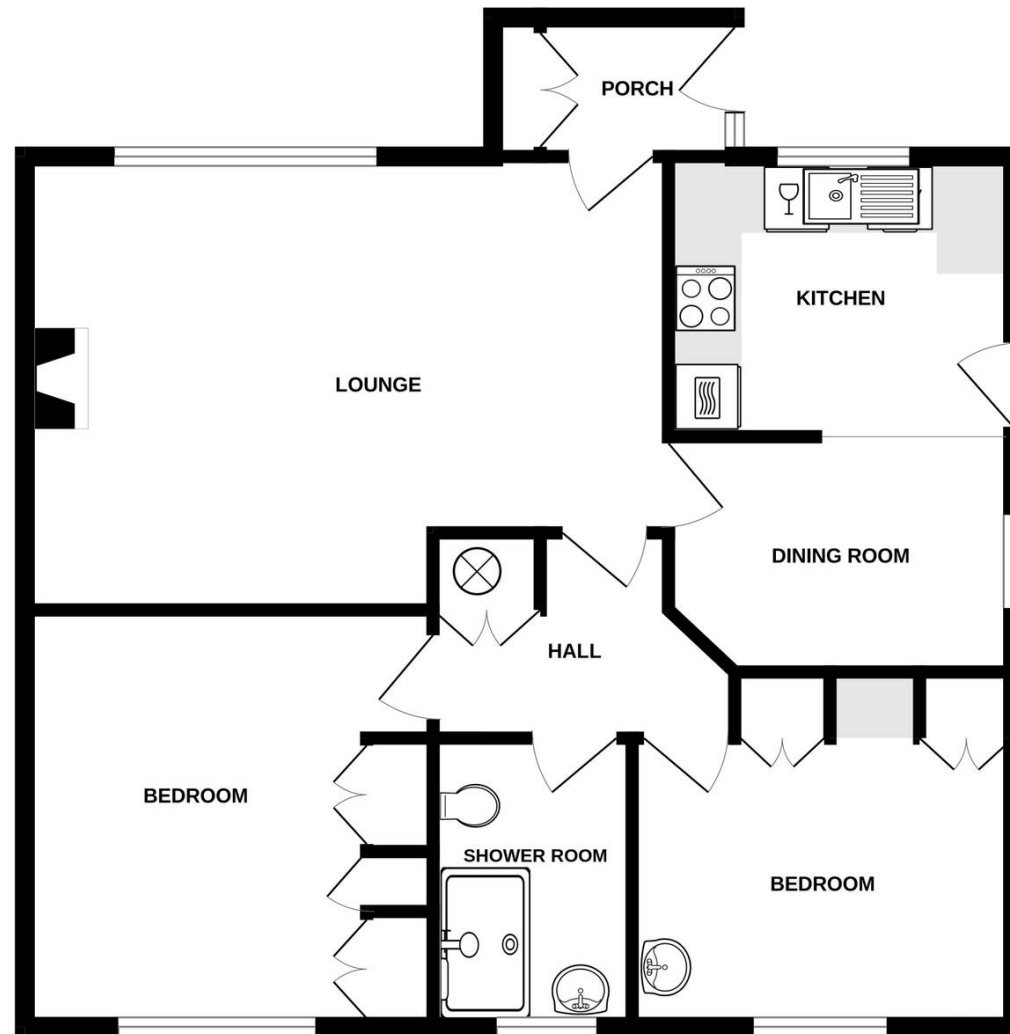 PORCH
KITCHEN
LOUNGE
DINING ROOM
HALL
BEDROOM
SHOWER ROOM
BEDROOM